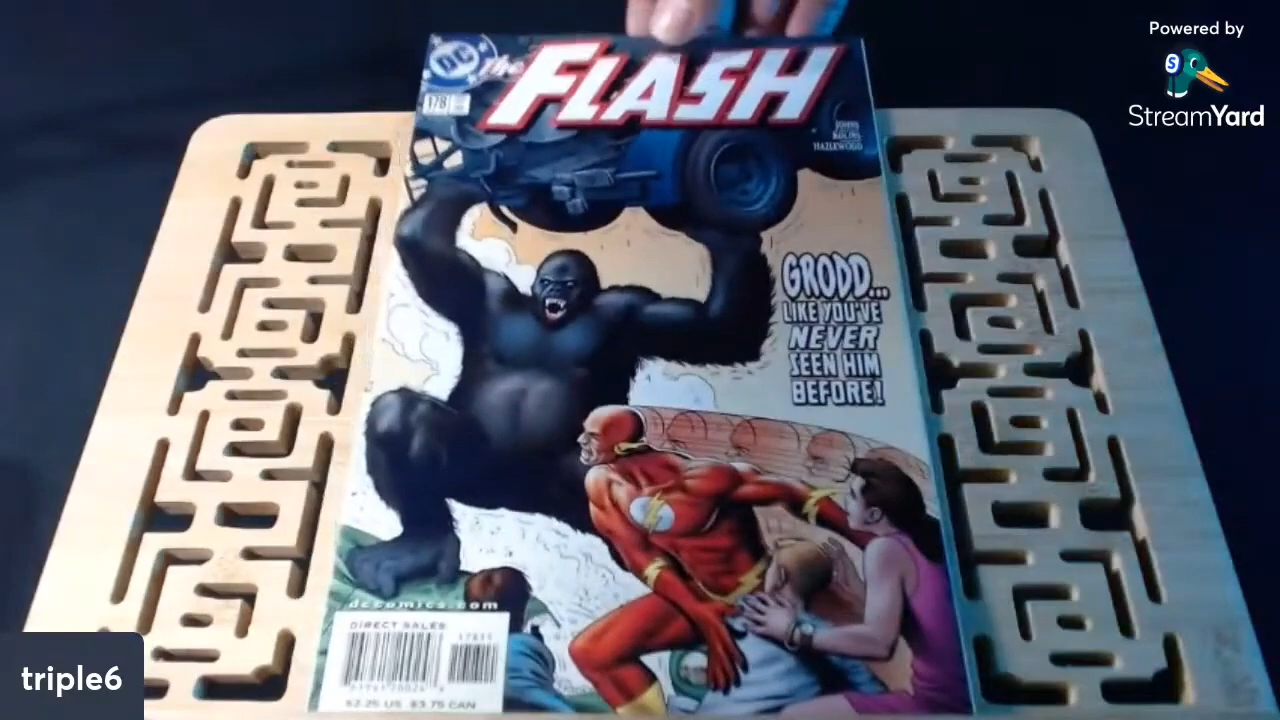 Powered by
S
StreamYard
DC
the
FLASH
178
JOHNS
KOLINS
HAZLEWOOD
GRODD...
LIKE YOU'VE
NEVER
SEEN HIM
BEFORE!
dccomics.com
DIRECT SALES
17811
$2.25 US $3.75 CAN
triple6